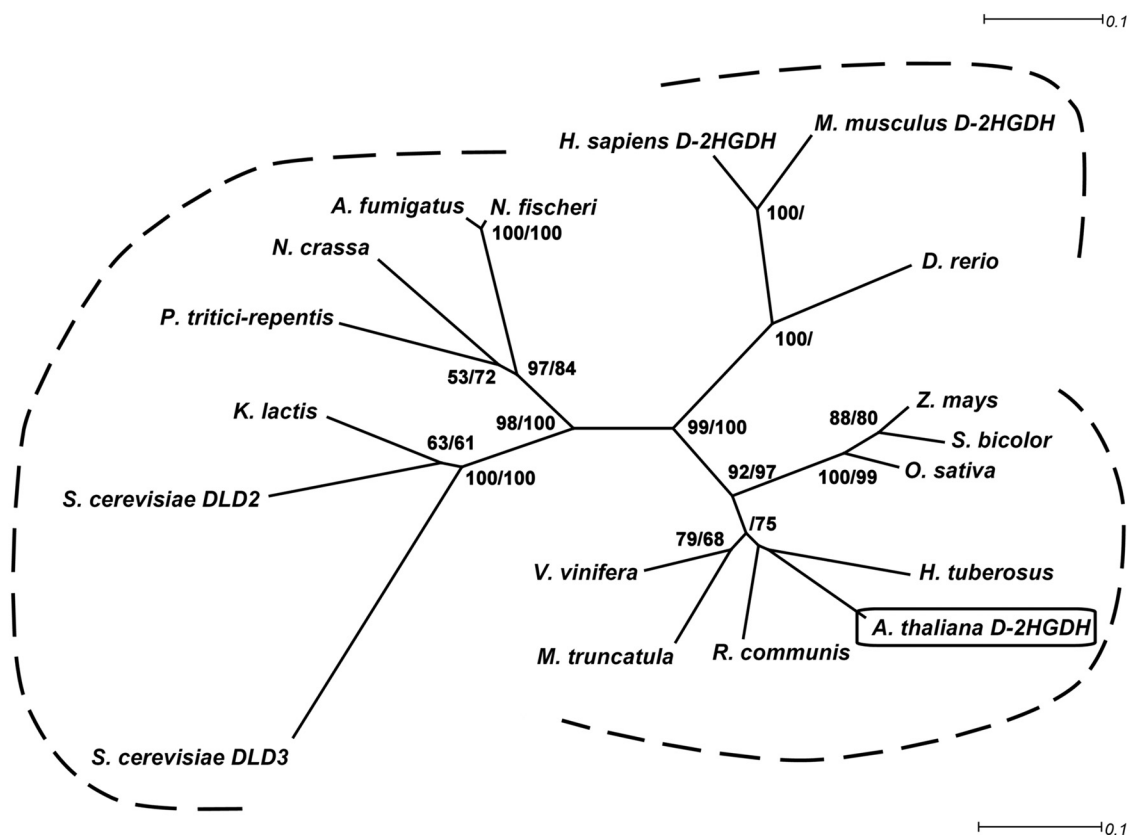 0.1
M. musculus D-2HGDH
H. sapiens D-2HGDH
A. fumigatus
N. fischeri
100/
100/100
N. crassa
D. rerio
P. tritici-repentis
100/
97/84
53/72
K. lactis
Z. mays
88/80
98/100
99/100
63/61
S. bicolor
O. sativa
92/97
100/99
100/100
S. cerevisiae DLD2
/75
79/68
V. vinifera
H. tuberosus
A. thaliana D-2HGDH
M. truncatula
R. communis
S. cerevisiae DLD3
0.1